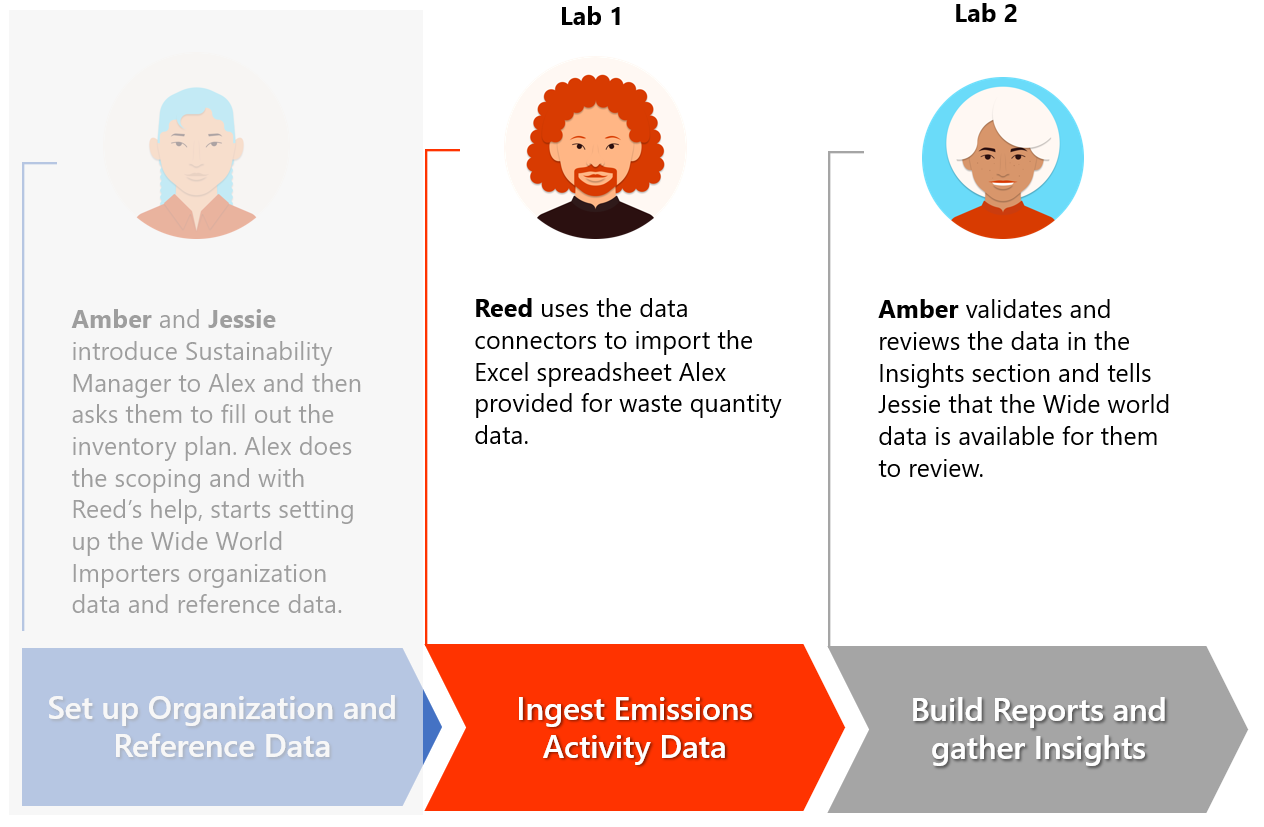 Lab 1
Lab 2
Amber and Jessie
introduce Sustainability
Manager to Alex and then
asks them to fill out the
inventory plan. Alex does
the scoping and with
Reed’s help, starts setting
up the Wide World
Importers organization
data and reference data.
Reed uses the data
connectors to import the
Excel spreadsheet Alex
provided for waste quantity
data.
Amber validates and
reviews the data in the
Insights section and tells
Jessie that the Wide world
data is available for them
to review.
Set up Organization and
Reference Data
Ingest Emissions
Activity Data
Build Reports and
gather Insights